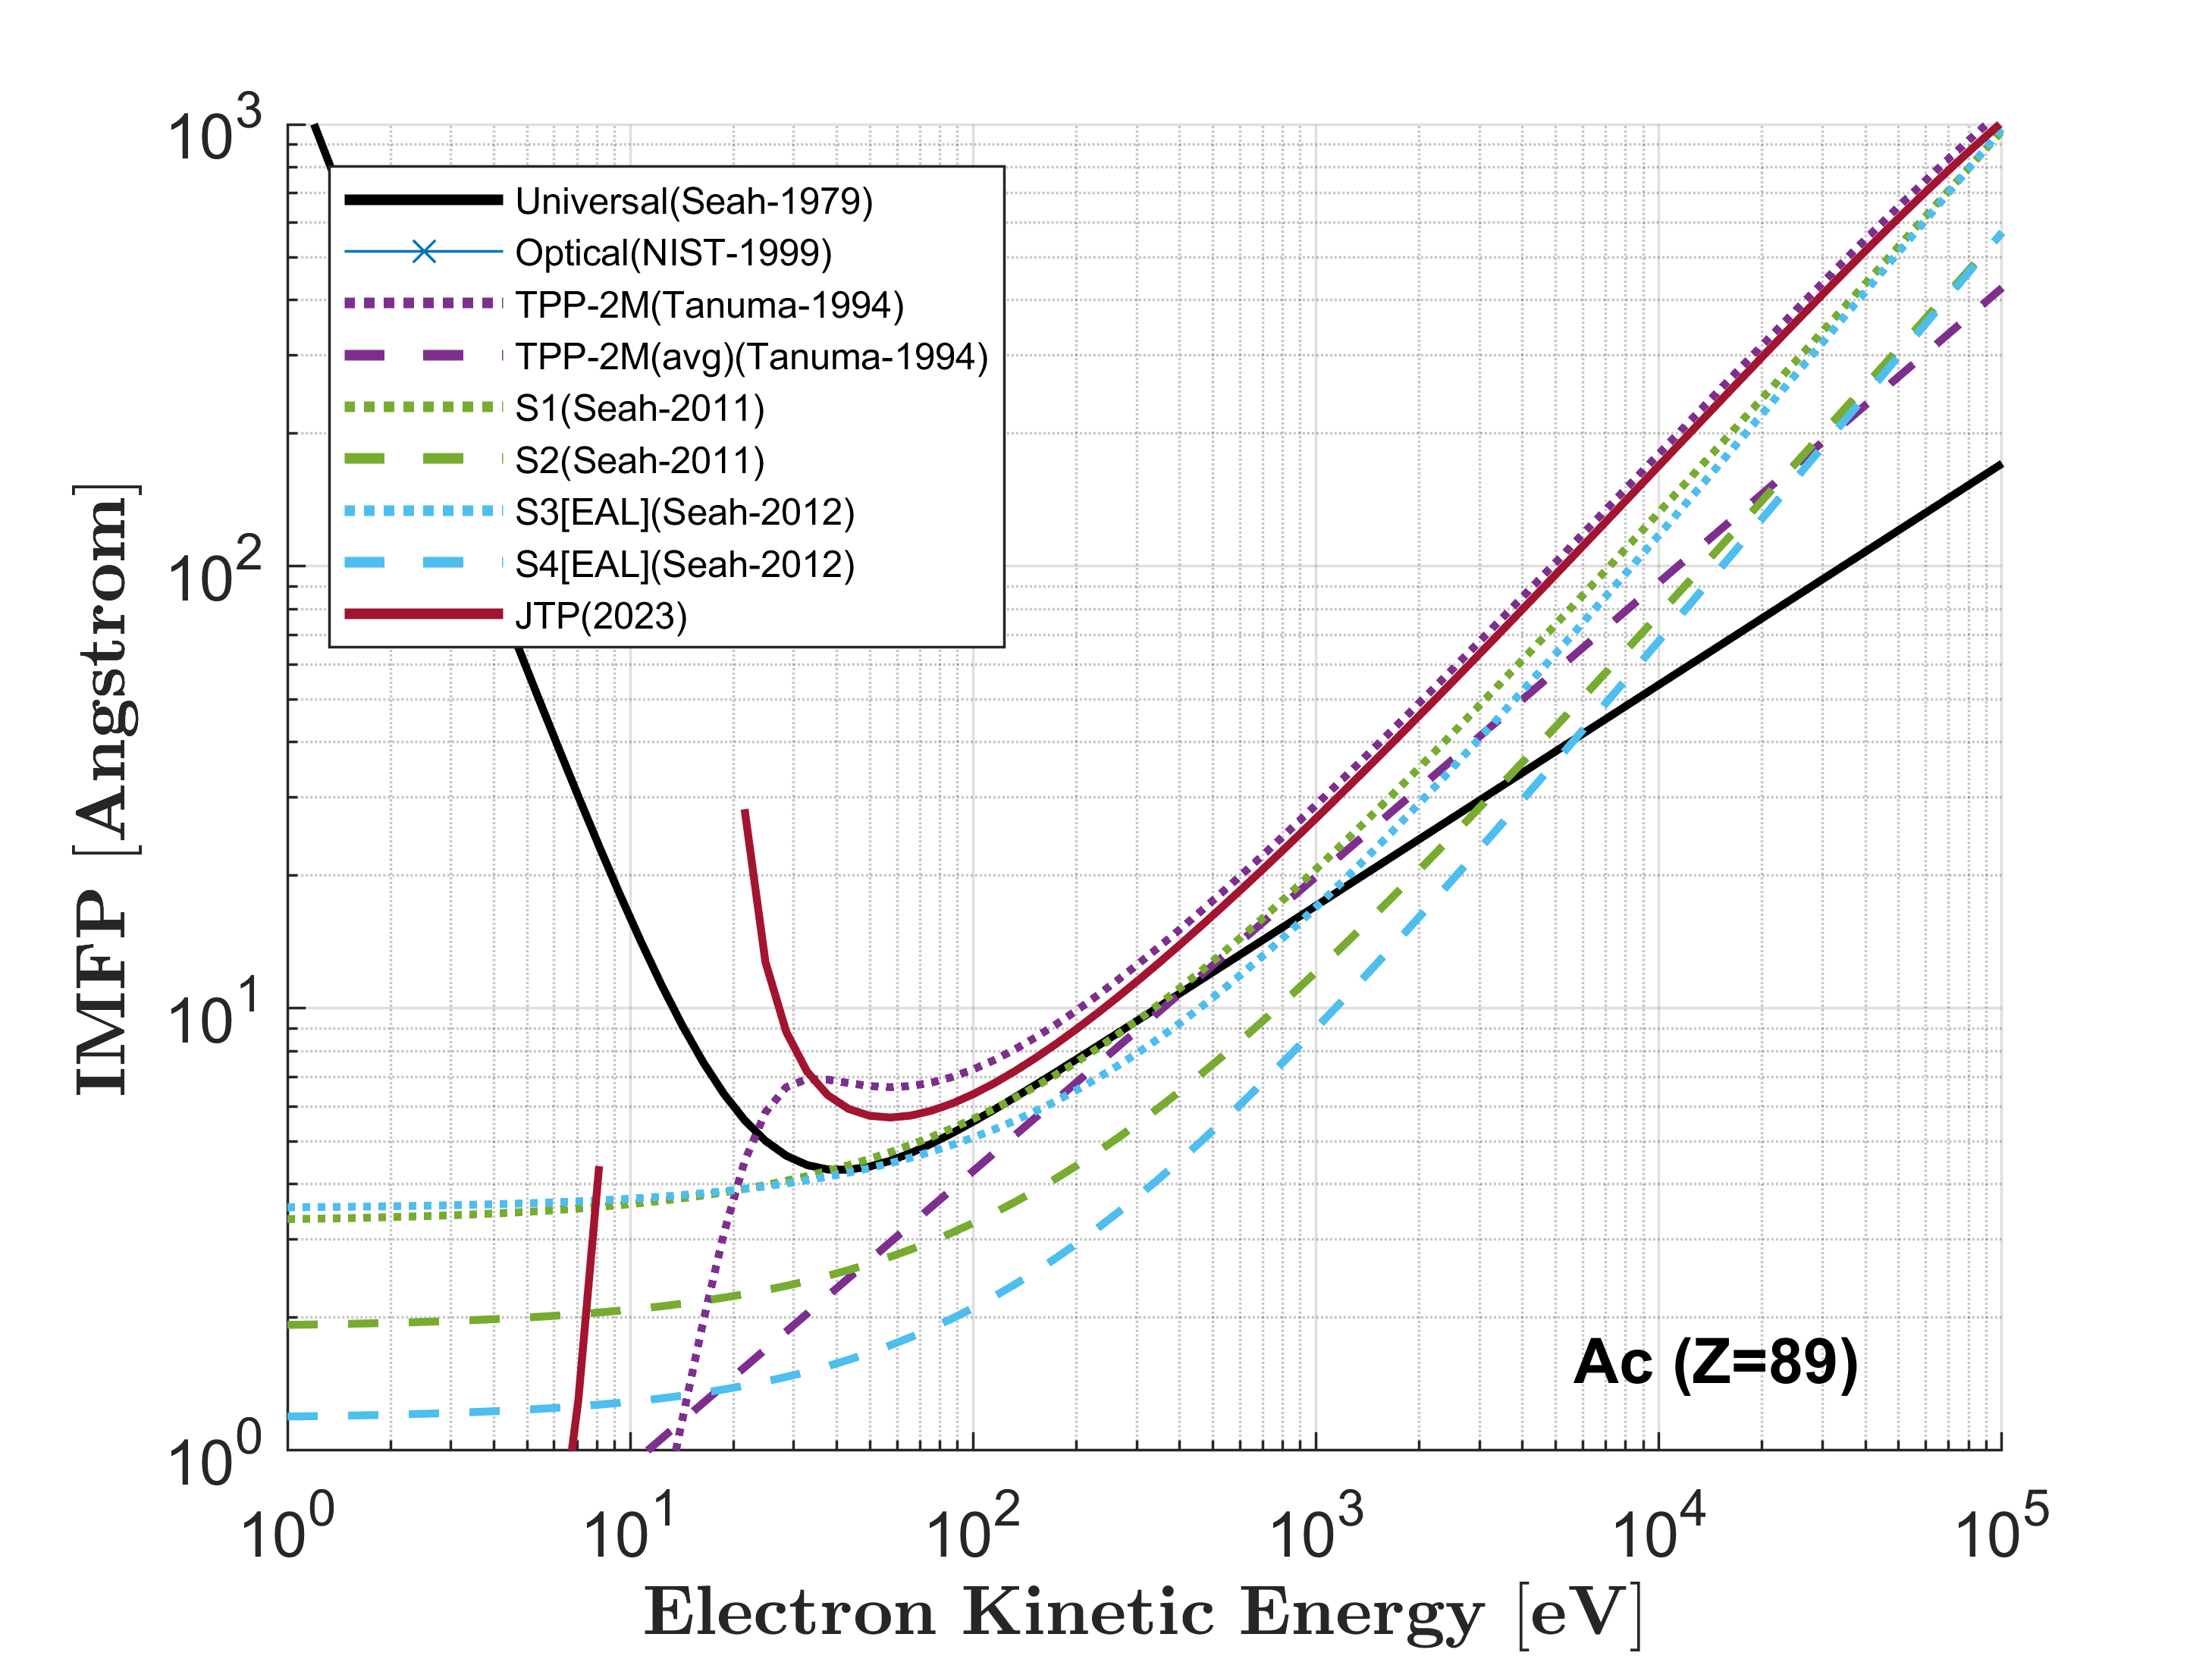 10^3
10^2
10^1
10^0
IMFP [Angstrom]
Universal(Seah-1979)
Optical(NIST-1999)
TPP-2M(Tanuma-1994)
TPP-2M(avg)(Tanuma-1994)
S1(Seah-2011)
S2(Seah-2011)
S3[EAL](Seah-2012)
S4[EAL](Seah-2012)
JTP(2023)
Ac (Z=89)
10^0 10^1 10^2 10^3 10^4 10^5
Electron Kinetic Energy [eV]